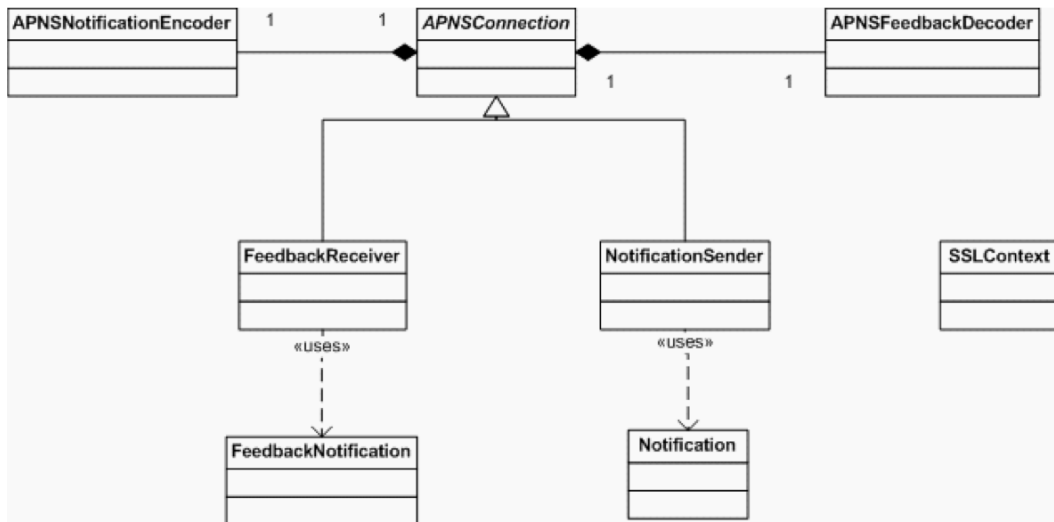 APNSNotificationEncoder
1
1
APNSConnection
APNSFeedbackDecoder
1
1
FeedbackReceiver
NotificationSender
SSLContext
«uses»
«uses»
FeedbackNotification
Notification